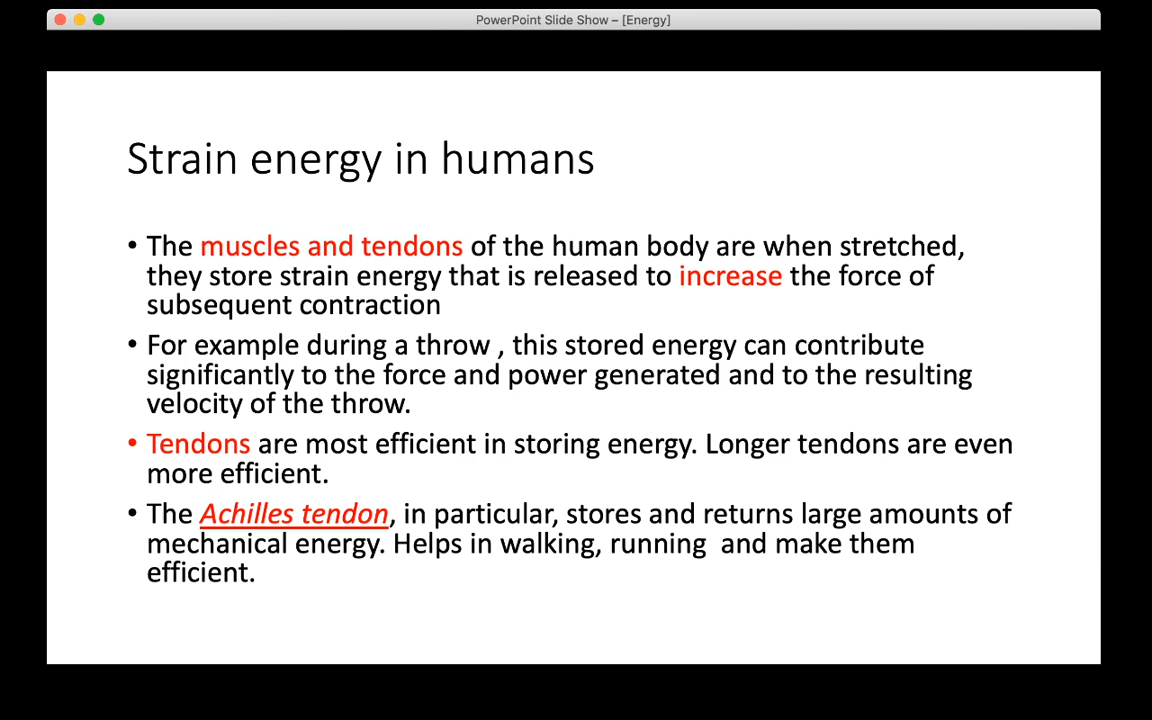 PowerPoint Slide Show – [Energy]
Strain energy in humans
• The muscles and tendons of the human body are when stretched,
they store strain energy that is released to increase the force of
subsequent contraction
• For example during a throw , this stored energy can contribute
significantly to the force and power generated and to the resulting
velocity of the throw.
• Tendons are most efficient in storing energy. Longer tendons are even
more efficient.
• The Achilles tendon, in particular, stores and returns large amounts of
mechanical energy. Helps in walking, running  and make them
efficient.